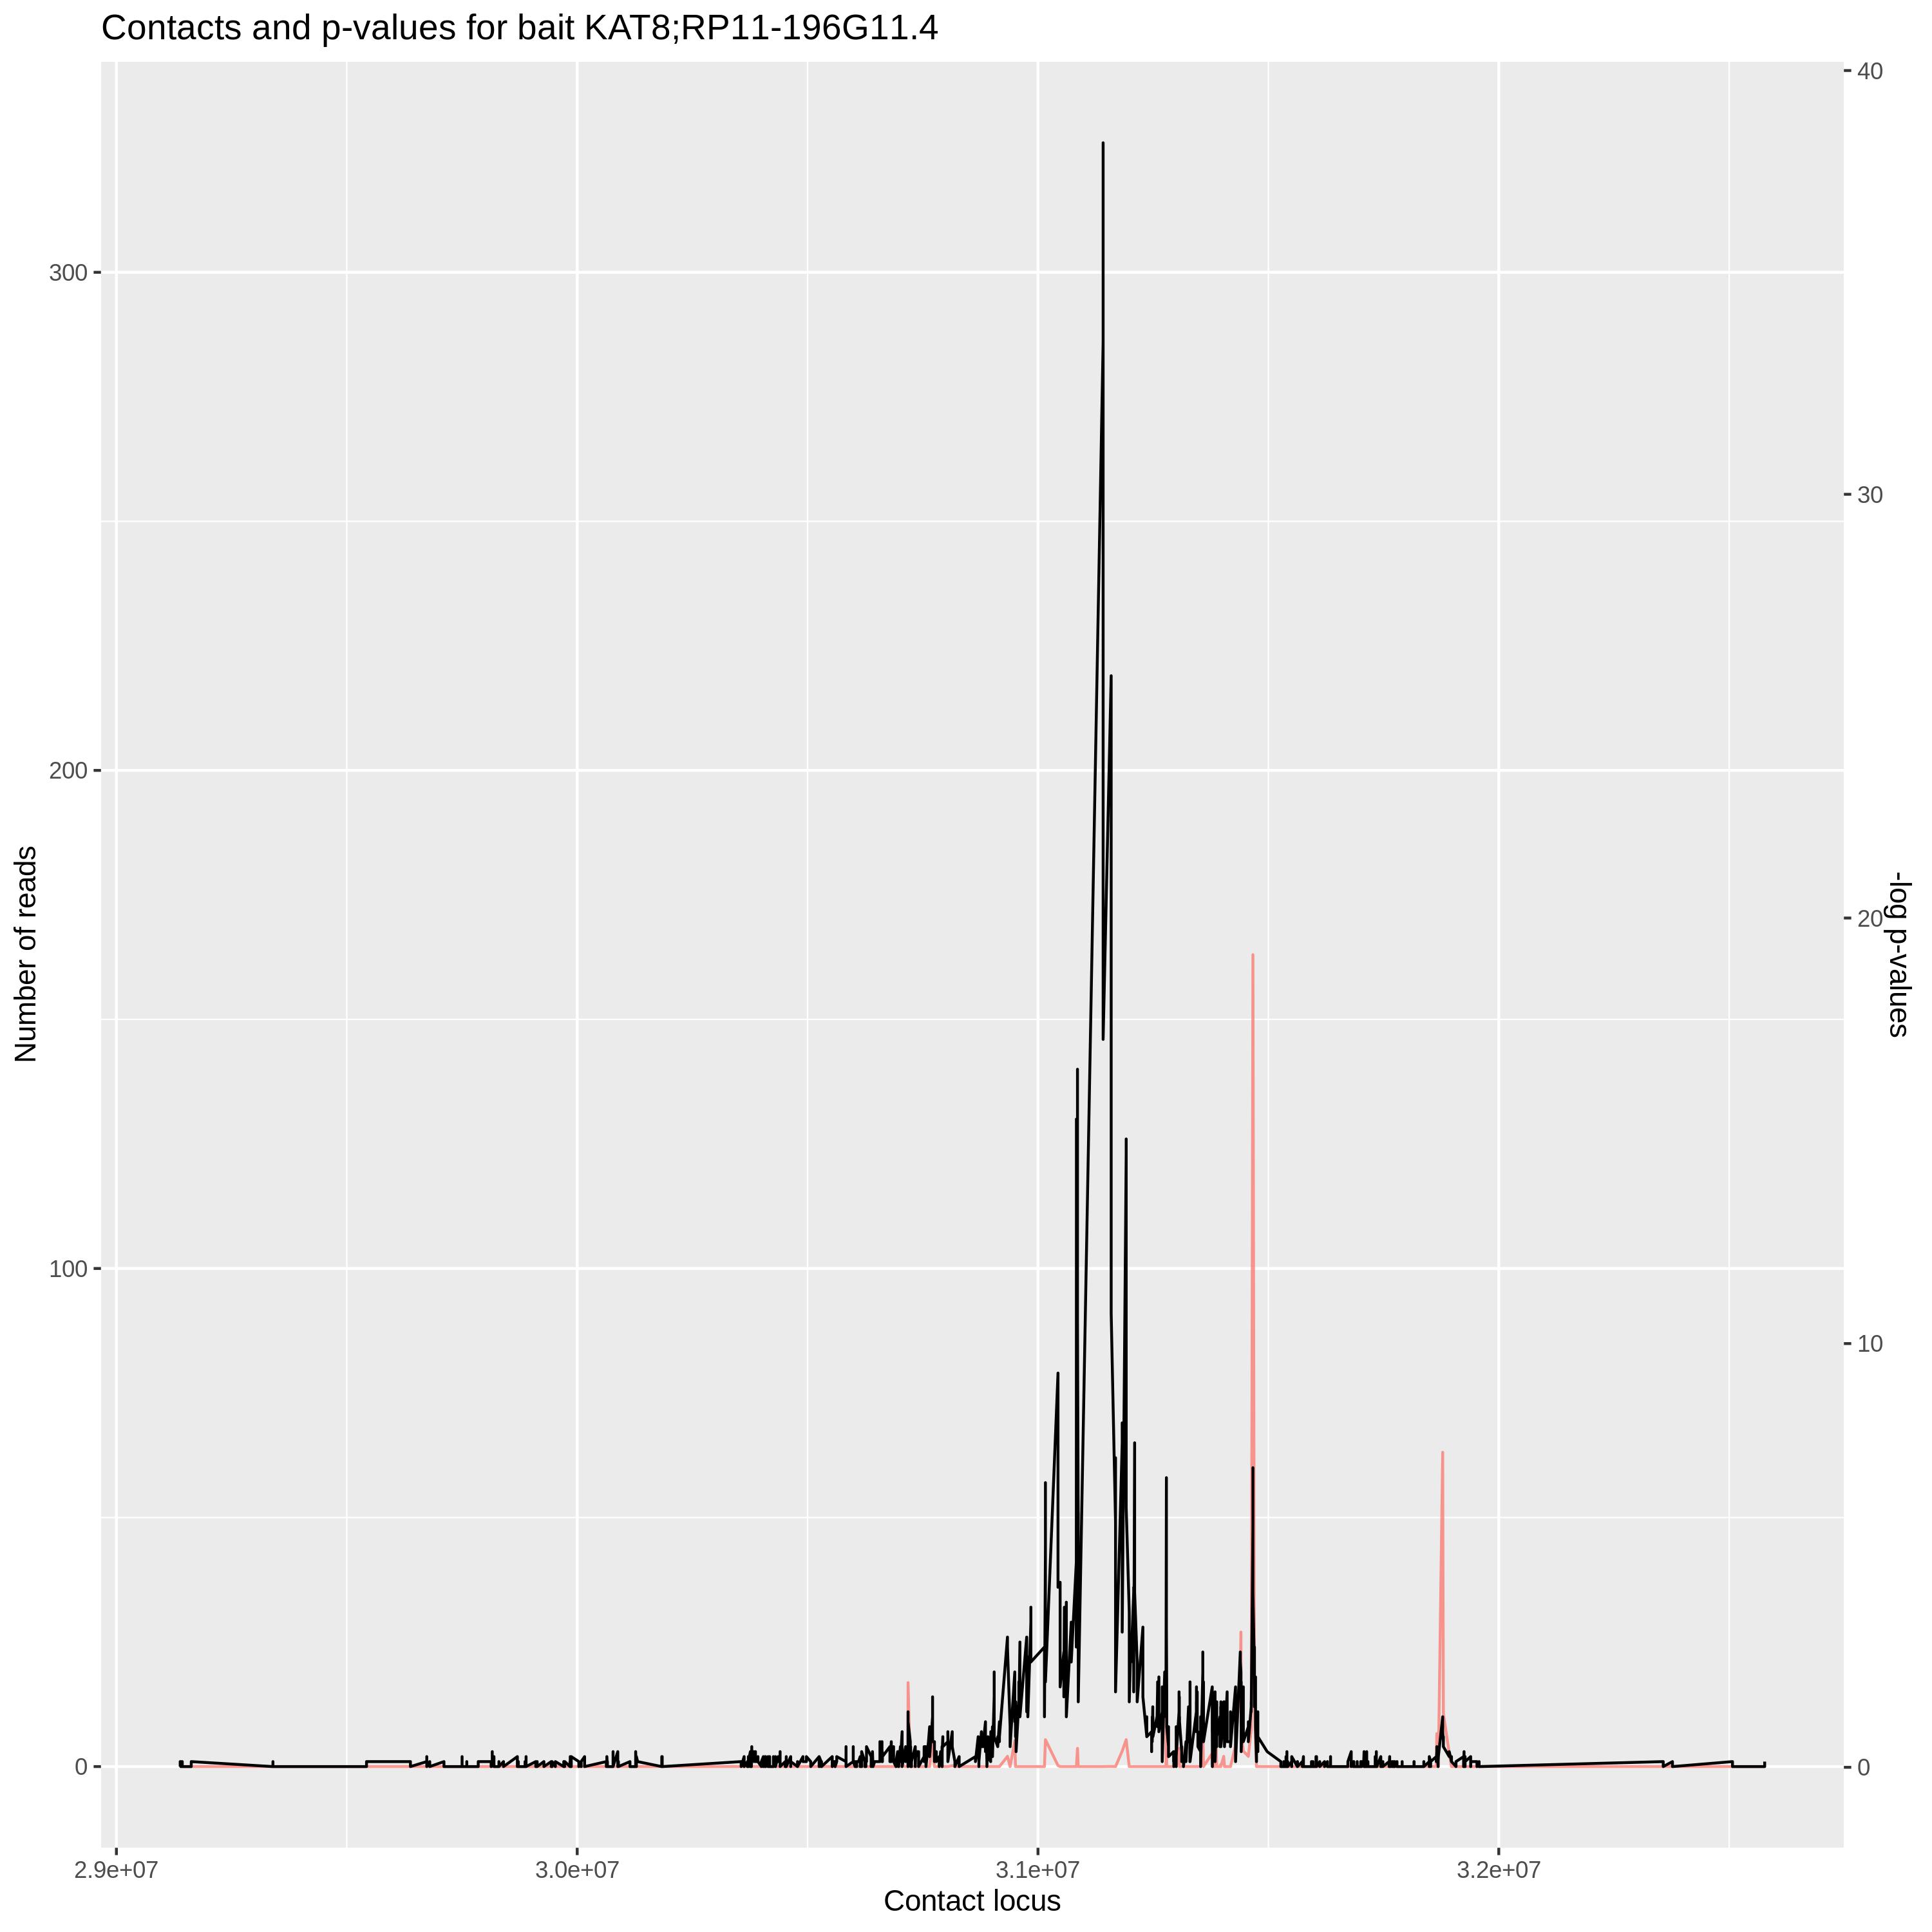 Contacts and p-values for bait KAT8;RP11-196G11.4
Number of reads
300
200
100
0
40
30
20
10
0
-log p-values
2.9e+07
3.0e+07
3.1e+07
3.2e+07
Contact locus